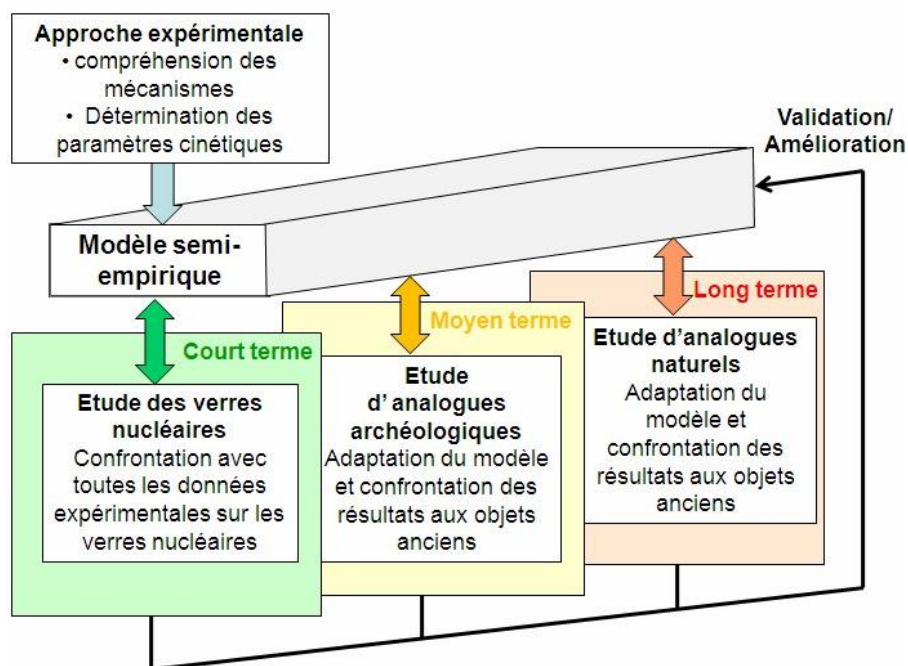 Approche expérimentale
• compréhension des
mécanismes
• Détermination des
paramètres cinétiques
Validation/
Amélioration
Modèle semi-
empirique
Court terme
Etude des verres
nucléaires
Confrontation avec
toutes les données
expérimentales sur les
verres nucléaires
Moyen terme
Etude
d’ analogues
archéologiques
Adaptation du modèle
et confrontation des
résultats aux objets
anciens
Long terme
Etude d’analogues
naturels
Adaptation du
modèle et
confrontation des
résultats aux objets
anciens